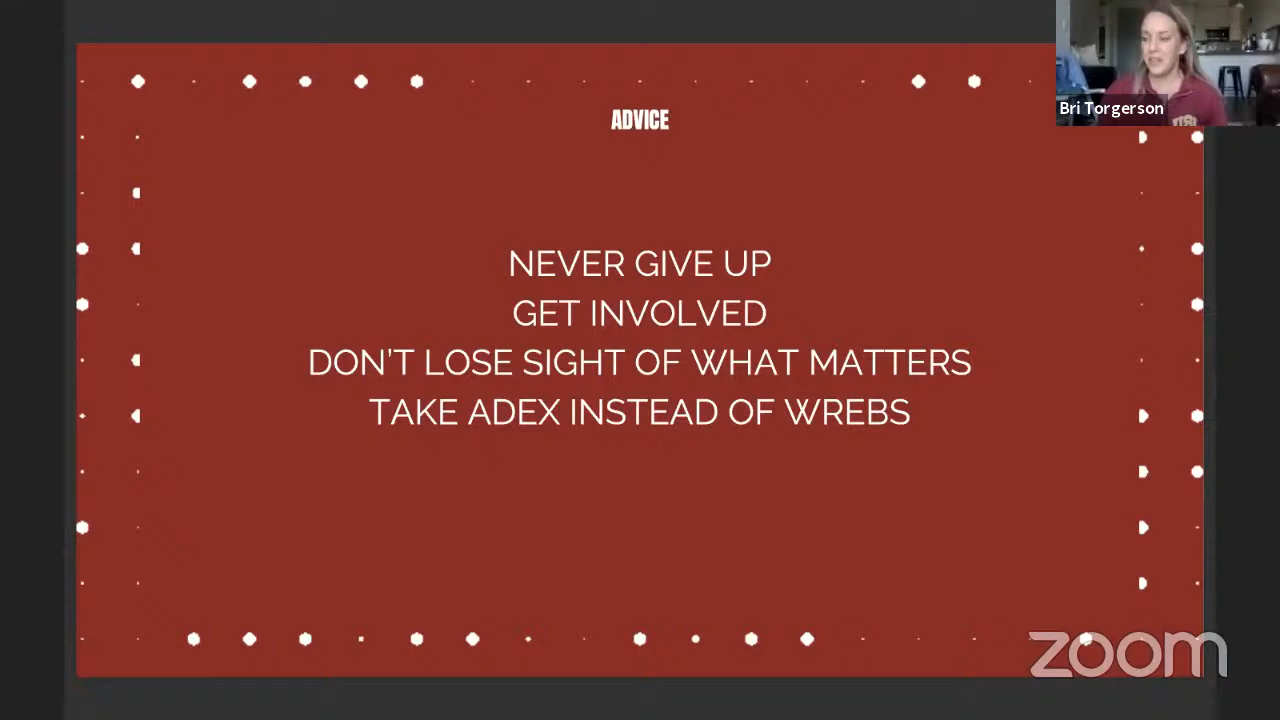 ADVICE
Bri Torgerson
NEVER GIVE UP
GET INVOLVED
DON'T LOSE SIGHT OF WHAT MATTERS
TAKE ADEX INSTEAD OF WREBS
zoom